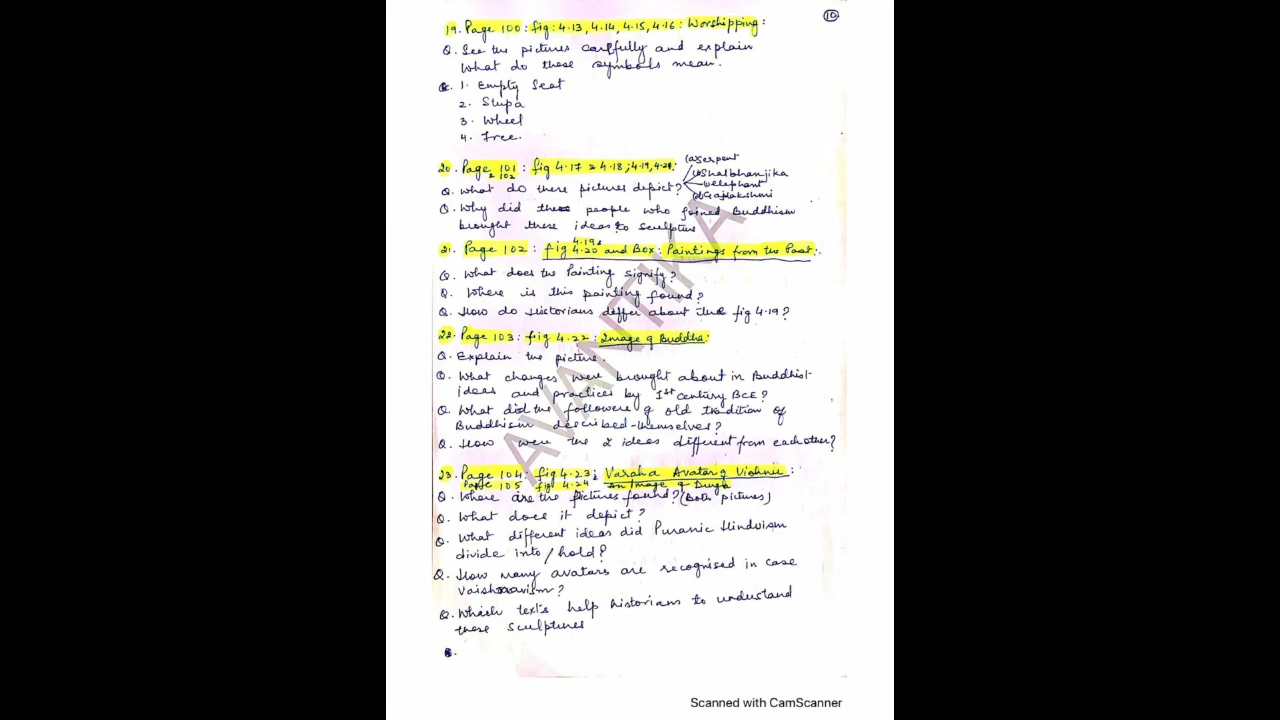 10
19. Page 100 : fig : 4.13, 4.14, 4.15, 4.16 : Worshipping :
Q. See the pictures carefully and explain
what do these symbols mean.
1. Empty Seat
2. Stupa
3. Wheel
4. Tree.
20. Page 101 & 102 : fig 4.17 & 4.18 ; 4.19, 4.21 :
(a) Serpent
(b) Shalbhanjika
(c) elephant
(d) Gajalakshmi
Q. What do these pictures depict?
Q. Why did the people who joined Buddhism
brought these ideas to sculpture
21. Page 102 : fig 4.19 & 4.20 and Box : Paintings from the Past :
Q. What does the Painting signify?
Q. Where is this painting found?
Q. How do Historians differ about the fig 4.19?
22. Page 103 : fig 4.22 : Image of Buddha :
Q. Explain the picture.
Q. What changes were brought about in Buddhist
ideas and practices by 1st century BCE?
Q. What did the followers of old tradition of
Buddhism described themselves?
Q. How were the 2 ideas different from each other?
23. Page 104 : fig 4.23 & Varaha Avatar of Vishnu :
Page 105 fig 4.24 An Image of Durga
Q. Where are the pictures found? (Both pictures)
Q. What does it depict?
Q. What different ideas did Puranic Hinduism
divide into / hold?
Q. How many avatars are recognised in case
Vaishnavism?
Q. Which texts help historians to understand
these sculptures
AVANTIKA
Scanned with CamScanner